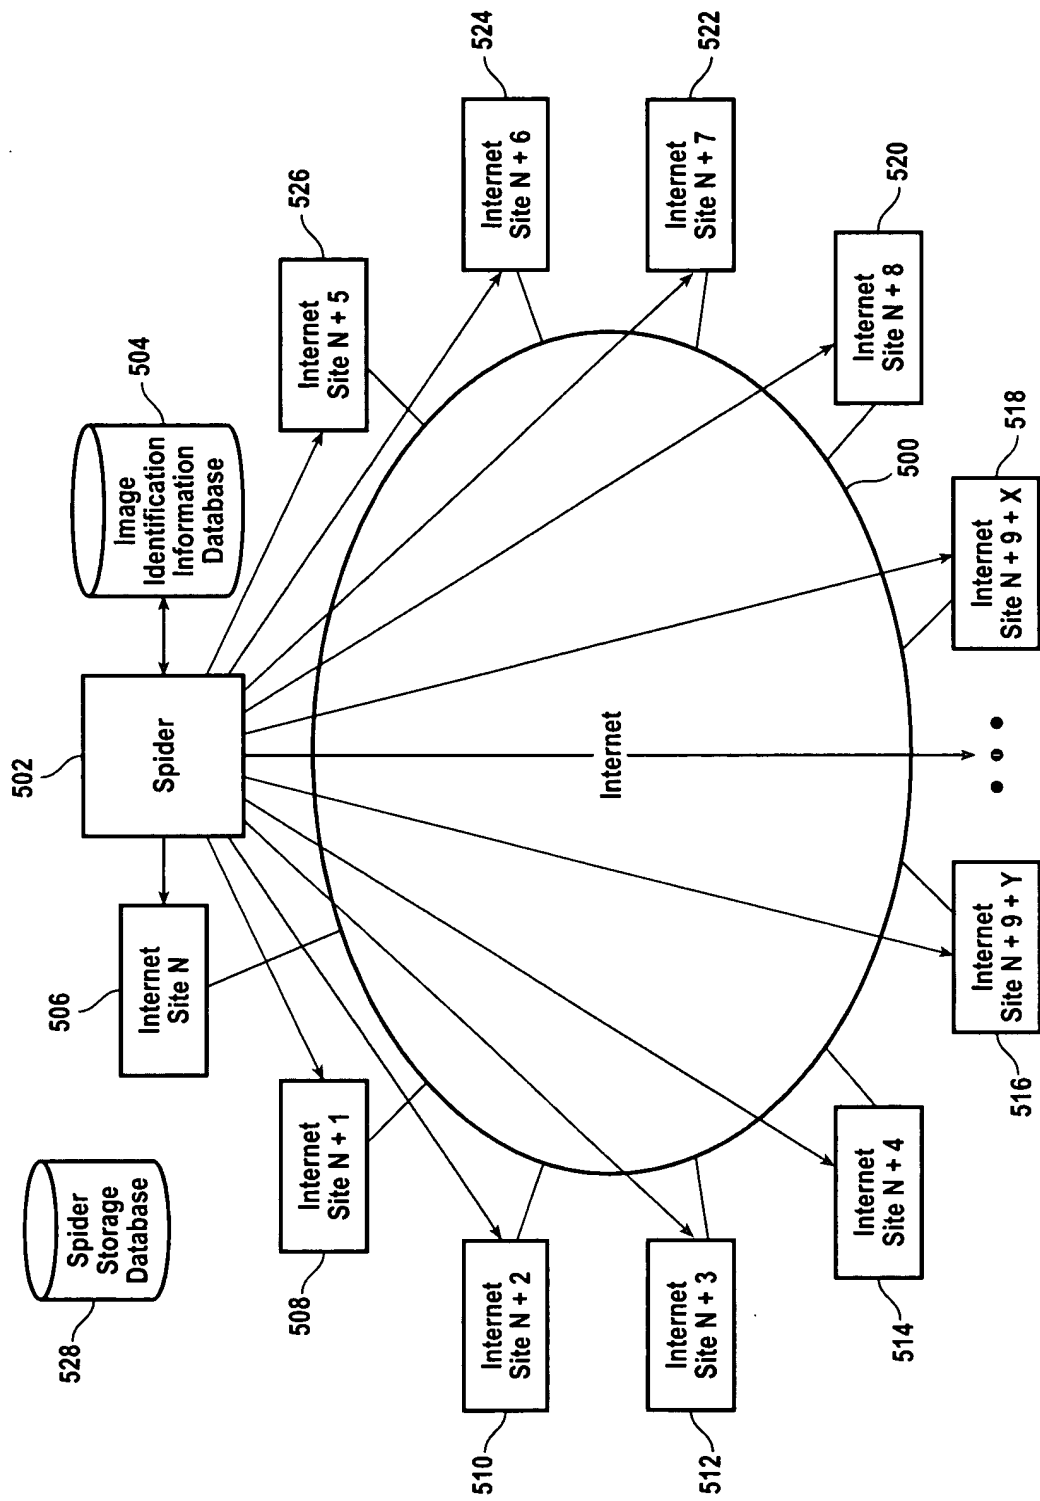 528
Spider
Storage
Database
506
Internet
Site N
502
Spider
504
Image
Identification
Information
Database
508
Internet
Site N + 1
526
Internet
Site N + 5
510
Internet
Site N + 2
524
Internet
Site N + 6
512
Internet
Site N + 3
Internet
522
Internet
Site N + 7
514
Internet
Site N + 4
520
Internet
Site N + 8
500
516
Internet
Site N + 9 + Y
518
Internet
Site N + 9 + X